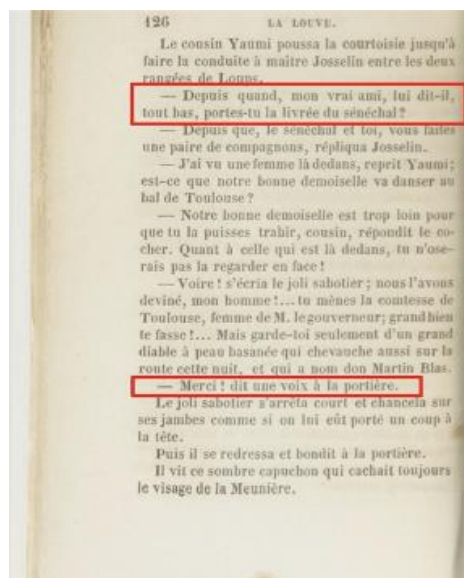 126 LA LOUVE.
Le cousin Yaumi poussa la courtoisie jusqu'à
faire la conduite à maître Josselin entre les deux
rangées de Loups.
— Depuis quand, mon vrai ami, lui dit-il,
tout bas, portes-tu la livrée du sénéchal ?
— Depuis que, le sénéchal et toi, vous faites
une paire de compagnons, répliqua Josselin.
— J'ai vu une femme là dedans, reprit Yaumi ;
est-ce que notre bonne demoiselle va danser au
bal de Toulouse ?
— Notre bonne demoiselle est trop loin pour
que tu la puisses trahir, cousin, répondit le co-
cher. Quant à celle qui est là dedans, tu n'ose-
rais pas la regarder en face !
— Voire ! s'écria le joli sabotier ; nous l'avons
deviné, mon homme !... tu mènes la comtesse de
Toulouse, femme de M. le gouverneur ; grand bien
te fasse !... Mais garde-toi seulement d'un grand
diable à peau basanée qui chevauche aussi sur la
route cette nuit, et qui a nom don Martin Blas.
— Merci ! dit une voix à la portière.
Le joli sabotier s'arrêta court et chancela sur
ses jambes comme si on lui eût porté un coup à
la tête.
Puis il se redressa et bondit à la portière.
Il vit ce sombre capuchon qui cachait toujours
le visage de la Meunière.